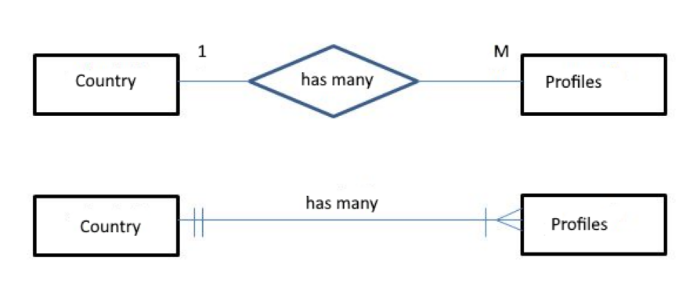 1
M
Country
has many
Profiles
has many
Country
Profiles